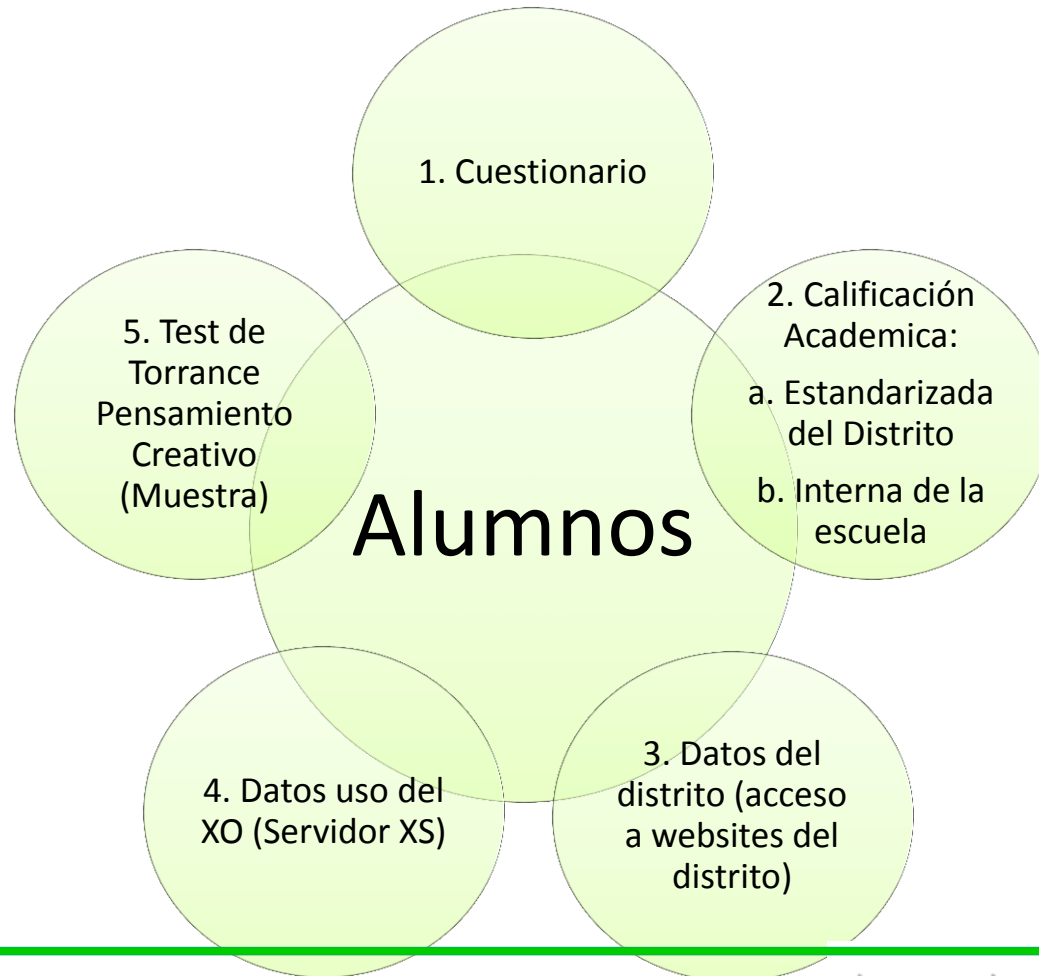 1. Cuestionario
2. Calificación
Academica:
a. Estandarizada
del Distrito
b. Interna de la
escuela
3. Datos del
distrito (acceso
a websites del
distrito)
4. Datos uso del
XO (Servidor XS)
5. Test de
Torrance
Pensamiento
Creativo
(Muestra)
Alumnos